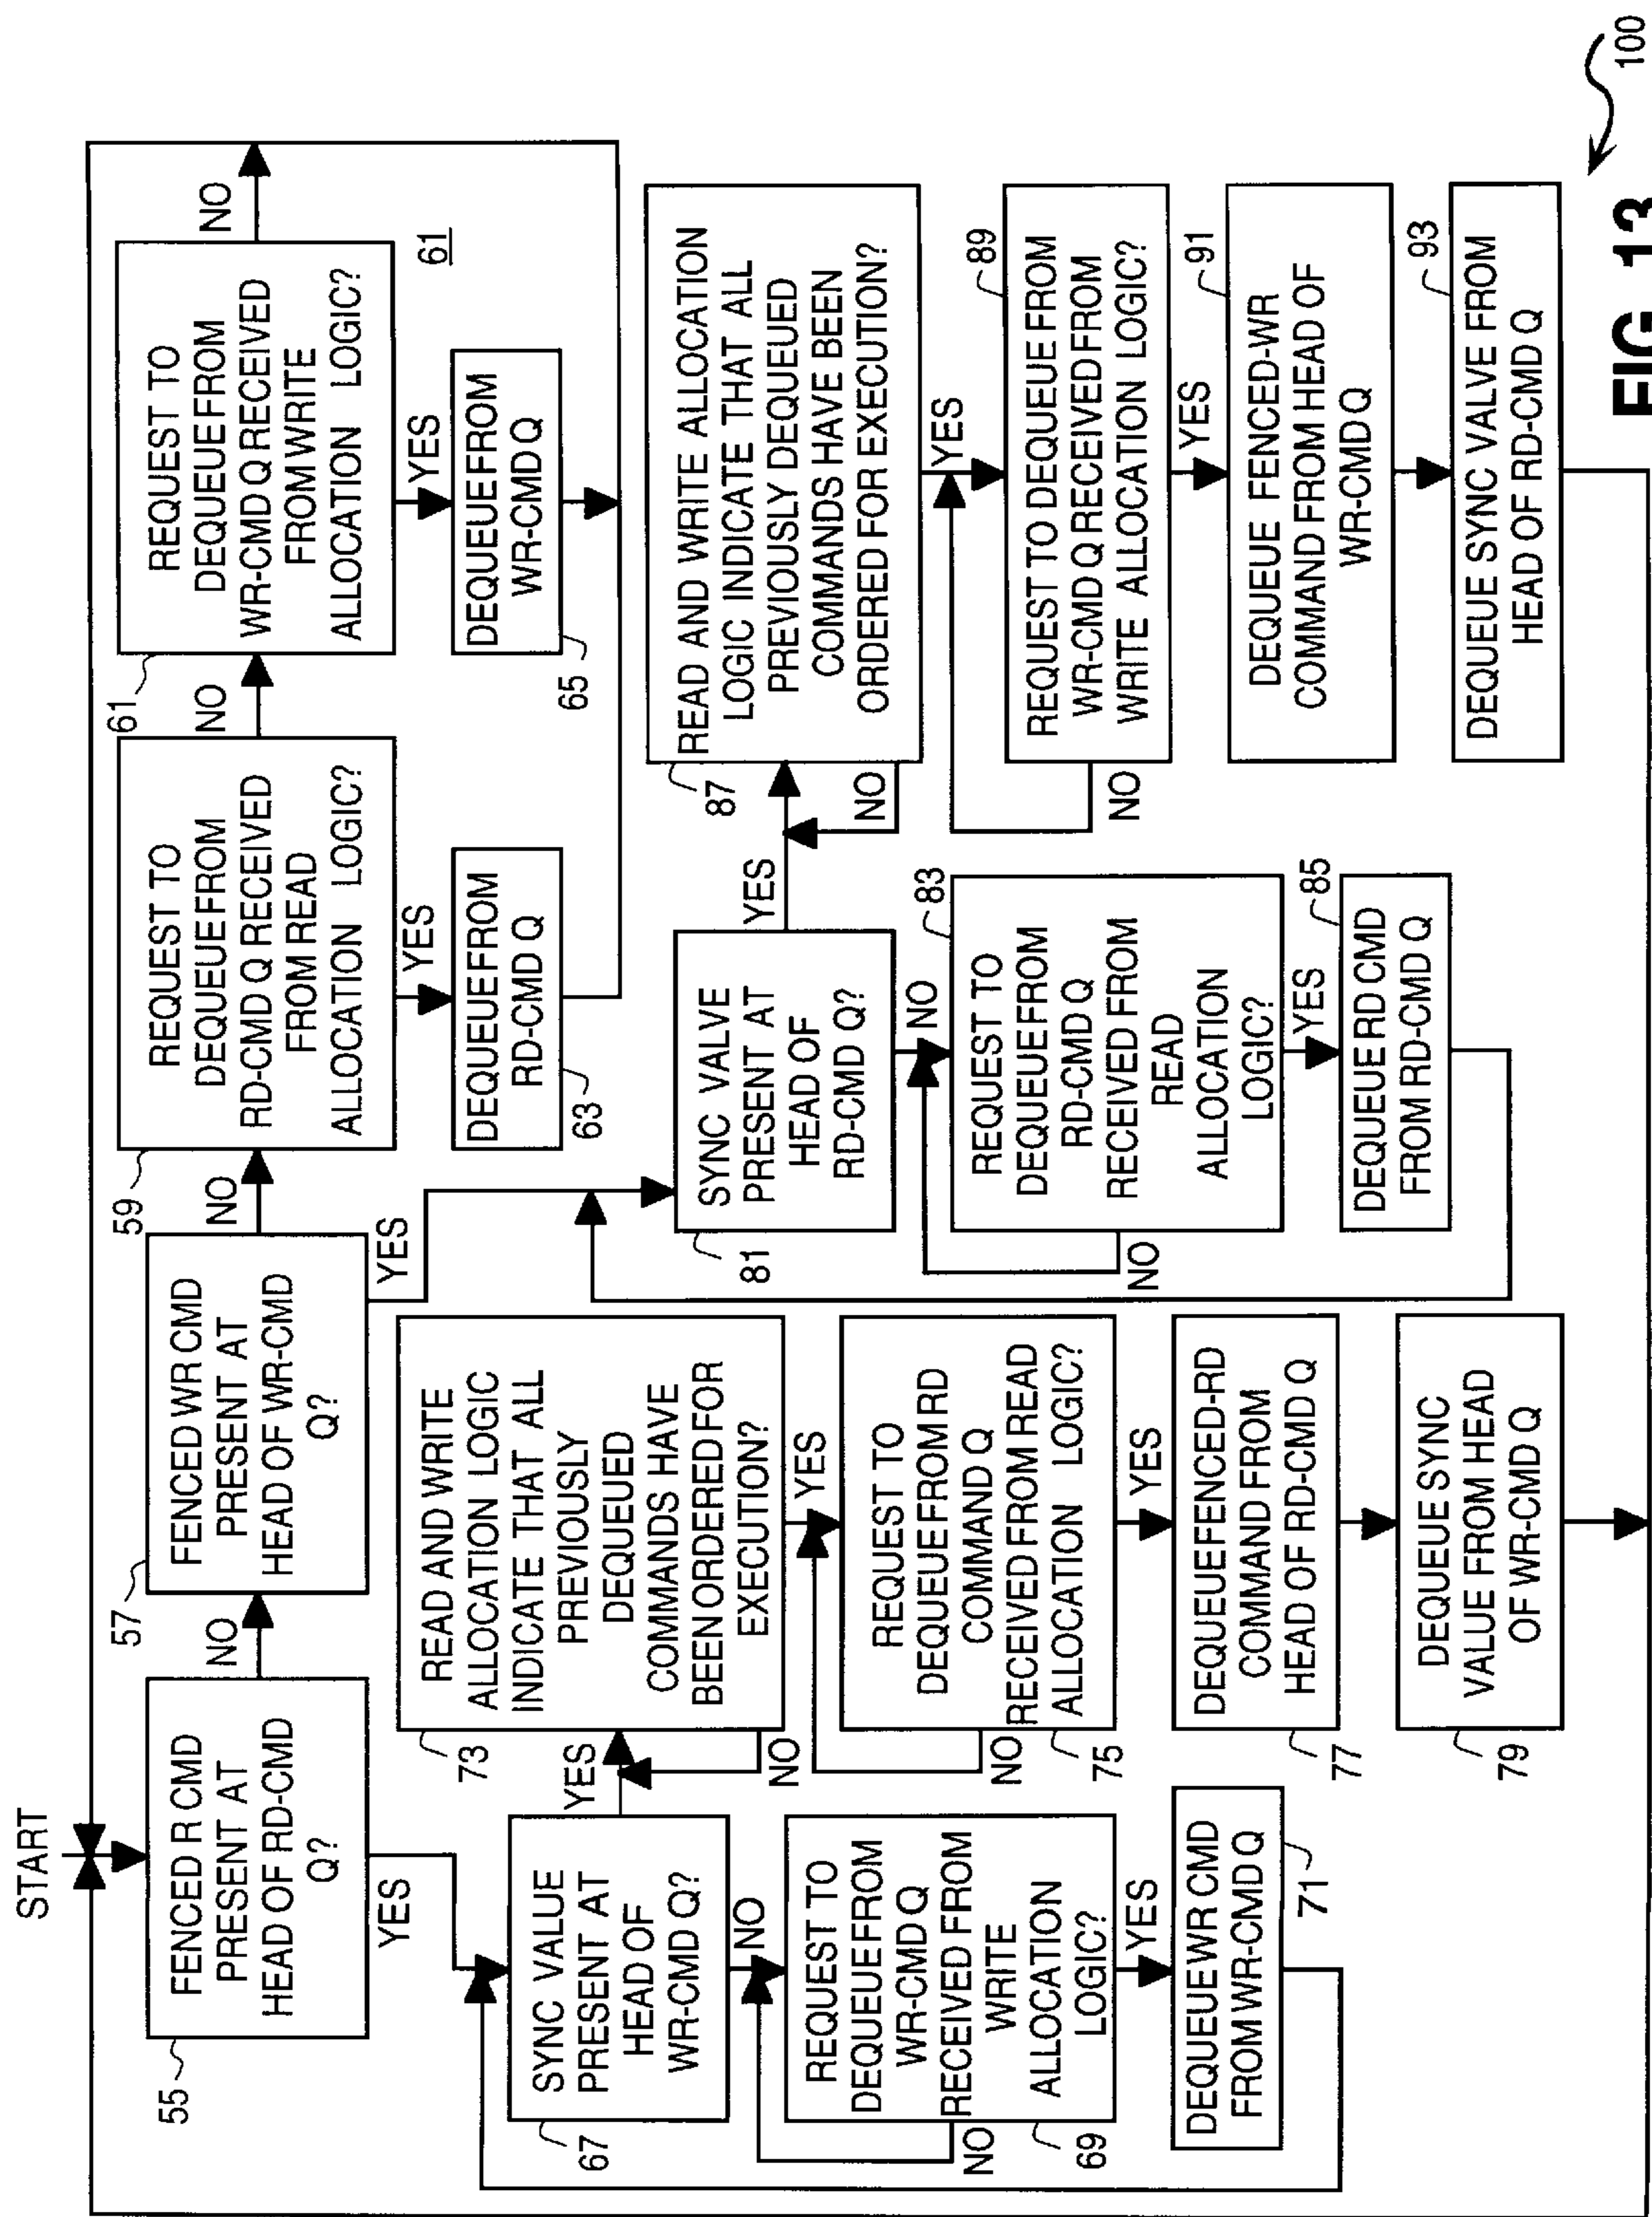 START
55
FENCED R CMD
PRESENT AT
HEAD OF RD-CMD
Q?
NO
YES
57
FENCED WR CMD
PRESENT AT
HEAD OF WR-CMD
Q?
NO
YES
59
REQUEST TO
DEQUEUE FROM
RD-CMD Q RECEIVED
FROM READ
ALLOCATION LOGIC?
NO
YES
61
REQUEST TO
DEQUEUE FROM
WR-CMD Q RECEIVED
FROM WRITE
ALLOCATION LOGIC?
NO
YES
61
DEQUEUE FROM
RD-CMD Q
63
DEQUEUE FROM
WR-CMD Q
65
SYNC VALUE
PRESENT AT
HEAD OF
WR-CMD Q?
67
YES
NO
REQUEST TO
DEQUEUE FROM
WR-CMD Q
RECEIVED FROM
WRITE
ALLOCATION
LOGIC?
69
NO
YES
DEQUEUE WR CMD
FROM WR-CMD Q
71
READ AND WRITE
ALLOCATION LOGIC
INDICATE THAT ALL
PREVIOUSLY
DEQUEUED
COMMANDS HAVE
BEEN ORDERED FOR
EXECUTION?
73
NO
YES
REQUEST TO
DEQUEUE FROM RD
COMMAND Q
RECEIVED FROM READ
ALLOCATION LOGIC?
75
NO
YES
DEQUEUE FENCED-RD
COMMAND FROM
HEAD OF RD-CMD Q
77
DEQUEUE SYNC
VALUE FROM HEAD
OF WR-CMD Q
79
SYNC VALVE
PRESENT AT
HEAD OF
RD-CMD Q?
81
YES
NO
83
REQUEST TO
DEQUEUE FROM
RD-CMD Q
RECEIVED FROM
READ
ALLOCATION
LOGIC?
NO
YES
85
DEQUEUE RD CMD
FROM RD-CMD Q
READ AND WRITE ALLOCATION
LOGIC INDICATE THAT ALL
PREVIOUSLY DEQUEUED
COMMANDS HAVE BEEN
ORDERED FOR EXECUTION?
87
NO
YES
89
REQUEST TO DEQUEUE FROM
WR-CMD Q RECEIVED FROM
WRITE ALLOCATION LOGIC?
NO
YES
91
DEQUEUE FENCED-WR
COMMAND FROM HEAD OF
WR-CMD Q
93
DEQUEUE SYNC VALVE FROM
HEAD OF RD-CMD Q
100
FIG 13